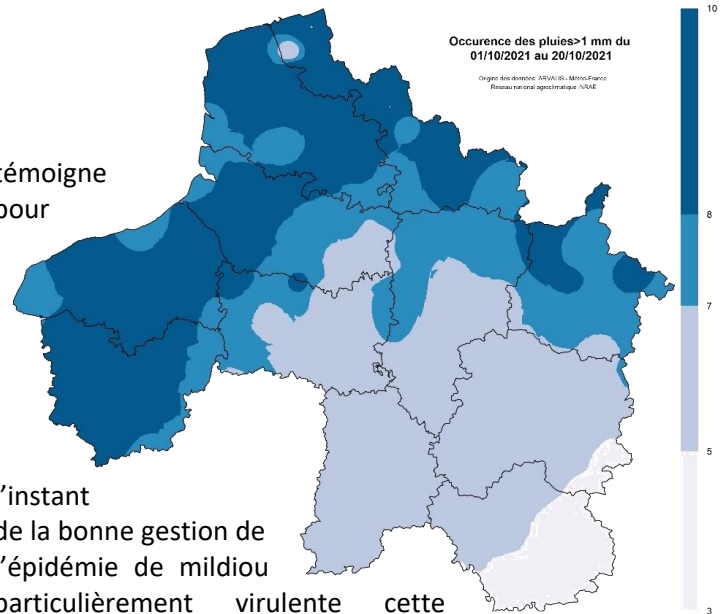 Occurence des pluies>1 mm du
01/10/2021 au 20/10/2021
Origine des données: ARVALIS - Météo-France
Réseau national agroclimatique INRAE
10
8
7
5
3
témoigne
pour
l'instant
de la bonne gestion de
l'épidémie de mildiou
particulièrement virulente cette